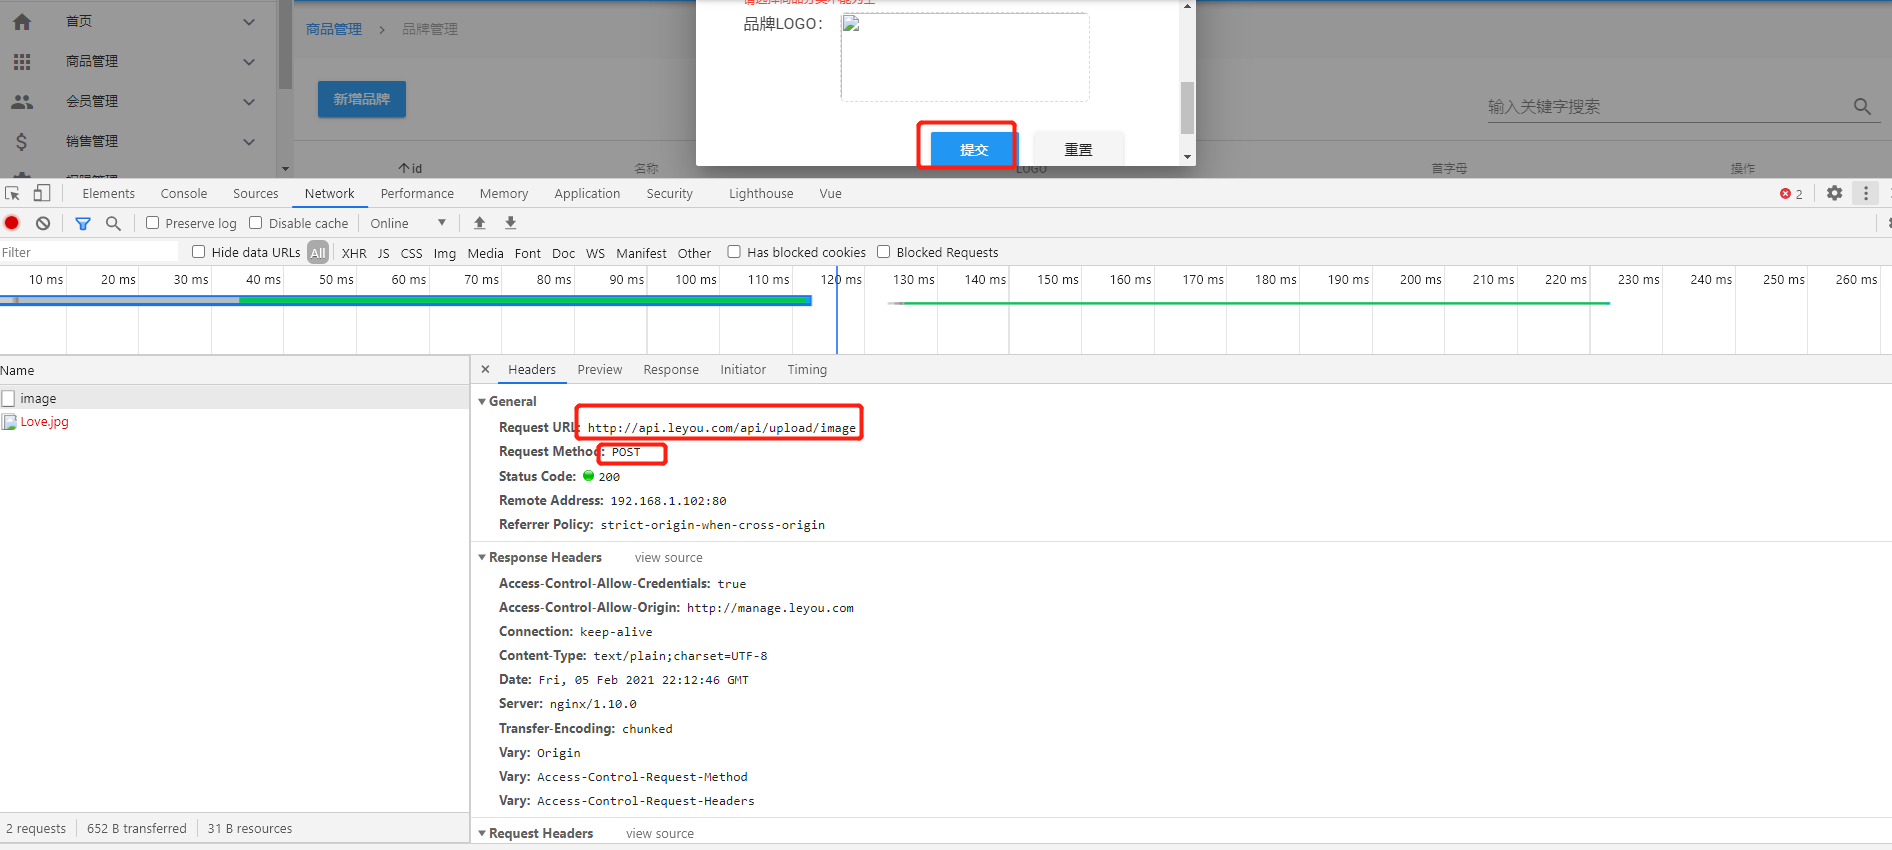 首页
商品管理
会员管理
销售管理
商品管理 > 品牌管理
新增品牌
请选择商品分类不能为空
品牌LOGO：
提交
重置
输入关键字搜索
id
名称
LOGO
首字母
操作
Elements Console Sources Network Performance Memory Application Security Lighthouse Vue
2
Preserve log Disable cache Online
Filter Hide data URLs All XHR JS CSS Img Media Font Doc WS Manifest Other Has blocked cookies Blocked Requests
10 ms 20 ms 30 ms 40 ms 50 ms 60 ms 70 ms 80 ms 90 ms 100 ms 110 ms 120 ms 130 ms 140 ms 150 ms 160 ms 170 ms 180 ms 190 ms 200 ms 210 ms 220 ms 230 ms 240 ms 250 ms 260 ms
Name
image
Love.jpg
Headers Preview Response Initiator Timing
General
Request URL: http://api.leyou.com/api/upload/image
Request Method: POST
Status Code: 200
Remote Address: 192.168.1.102:80
Referrer Policy: strict-origin-when-cross-origin
Response Headers view source
Access-Control-Allow-Credentials: true
Access-Control-Allow-Origin: http://manage.leyou.com
Connection: keep-alive
Content-Type: text/plain;charset=UTF-8
Date: Fri, 05 Feb 2021 22:12:46 GMT
Server: nginx/1.10.0
Transfer-Encoding: chunked
Vary: Origin
Vary: Access-Control-Request-Method
Vary: Access-Control-Request-Headers
Request Headers view source
2 requests 652 B transferred 31 B resources